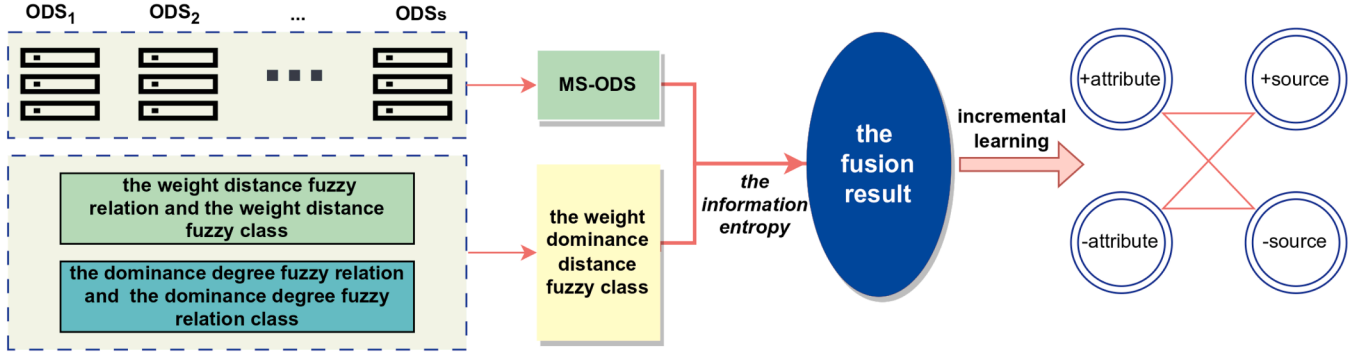 ODS1 ODS2 ... ODSs
MS-ODS
the weight distance fuzzy
relation and the weight distance
fuzzy class
the dominance degree fuzzy relation
and the dominance degree fuzzy
relation class
the weight
dominance
distance
fuzzy class
the
information
entropy
the
fusion
result
incremental
learning
+attribute
+source
-attribute
-source